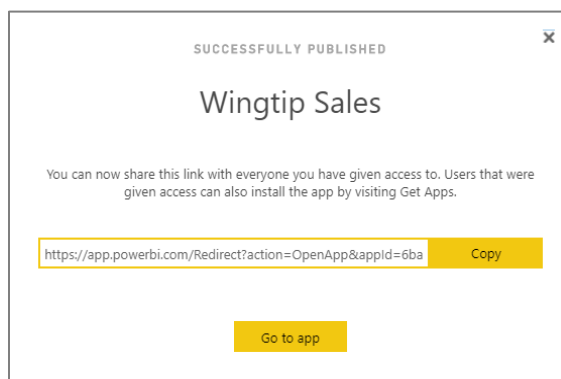 SUCCESSFULLY PUBLISHED
Wingtip Sales
You can now share this link with everyone you have given access to. Users that were
given access can also install the app by visiting Get Apps.
https://app.powerbi.com/Redirect?action=OpenApp&appId=6ba
Copy
Go to app